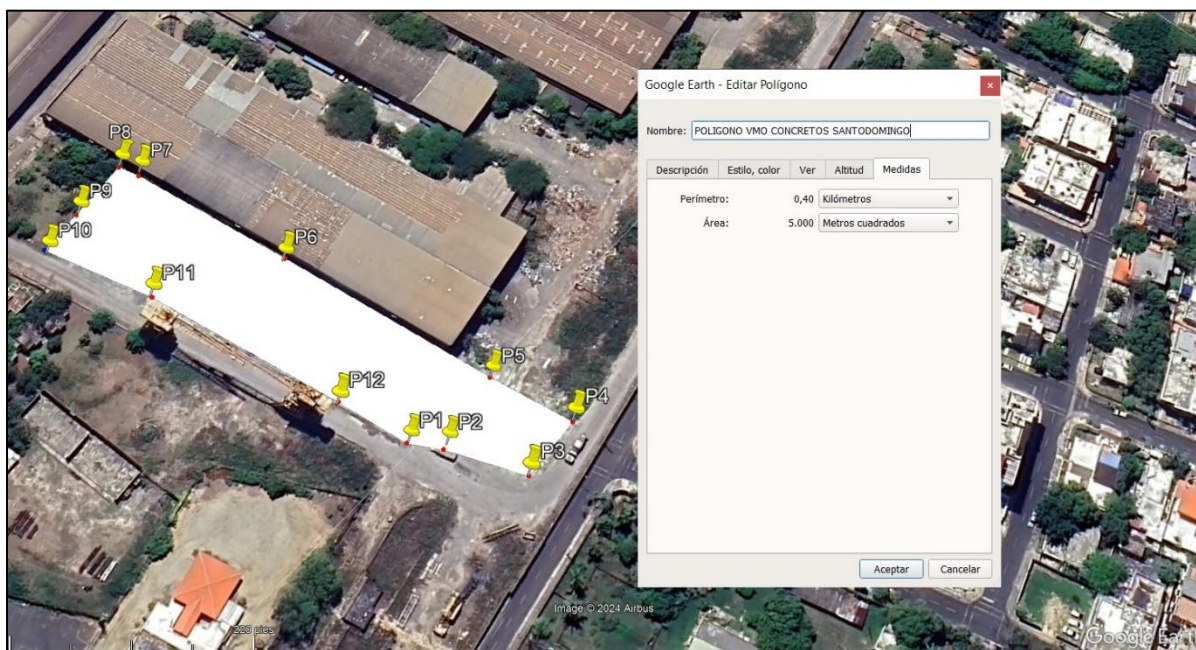 Google Earth - Editar Polígono
Nombre: POLIGONO VMO CONCRETOS SANTODOMINGO
Descripción Estilo, color Ver Altitud Medidas
Perímetro: 0,40 Kilómetros
Área: 5.000 Metros cuadrados
Aceptar Cancelar
P8
P7
P9
P10
P6
P11
P5
P12
P4
P1
P2
P3
Image © 2024 Airbus
220 pies
Google Earth